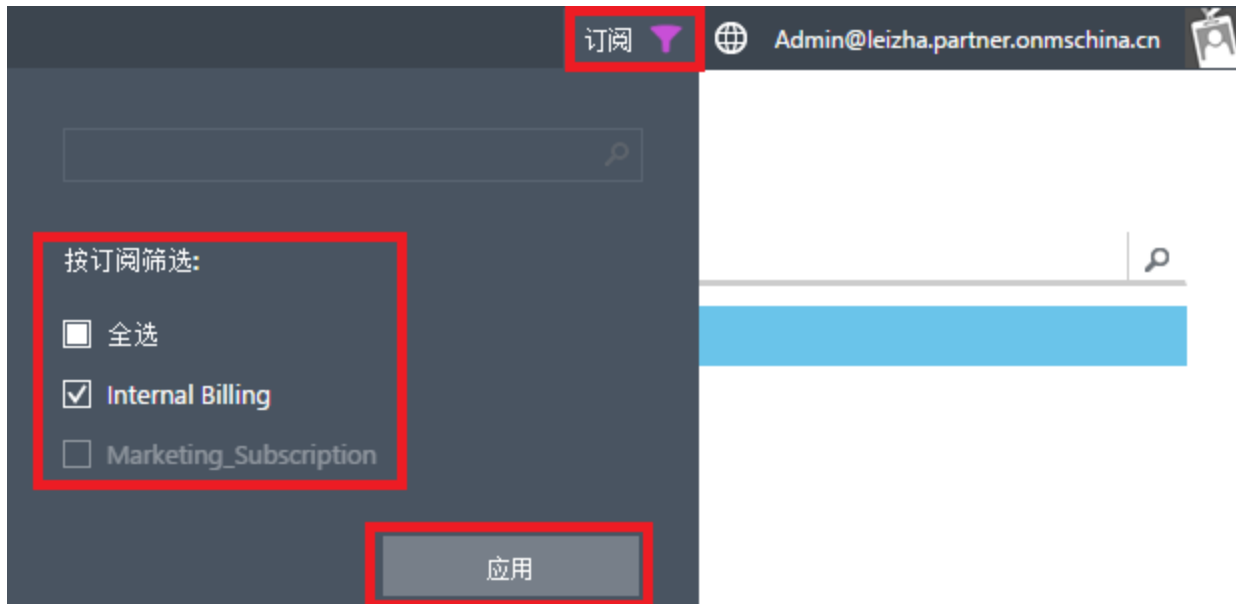 订阅 Admin@leizha.partner.onmschina.cn
按订阅筛选:
全选
Internal Billing
Marketing_Subscription
应用